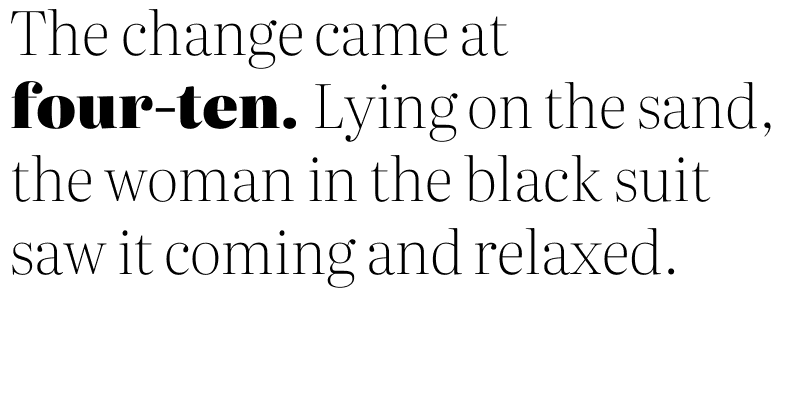 The change came at
four-ten. Lying on the sand,
the woman in the black suit
saw it coming and relaxed.